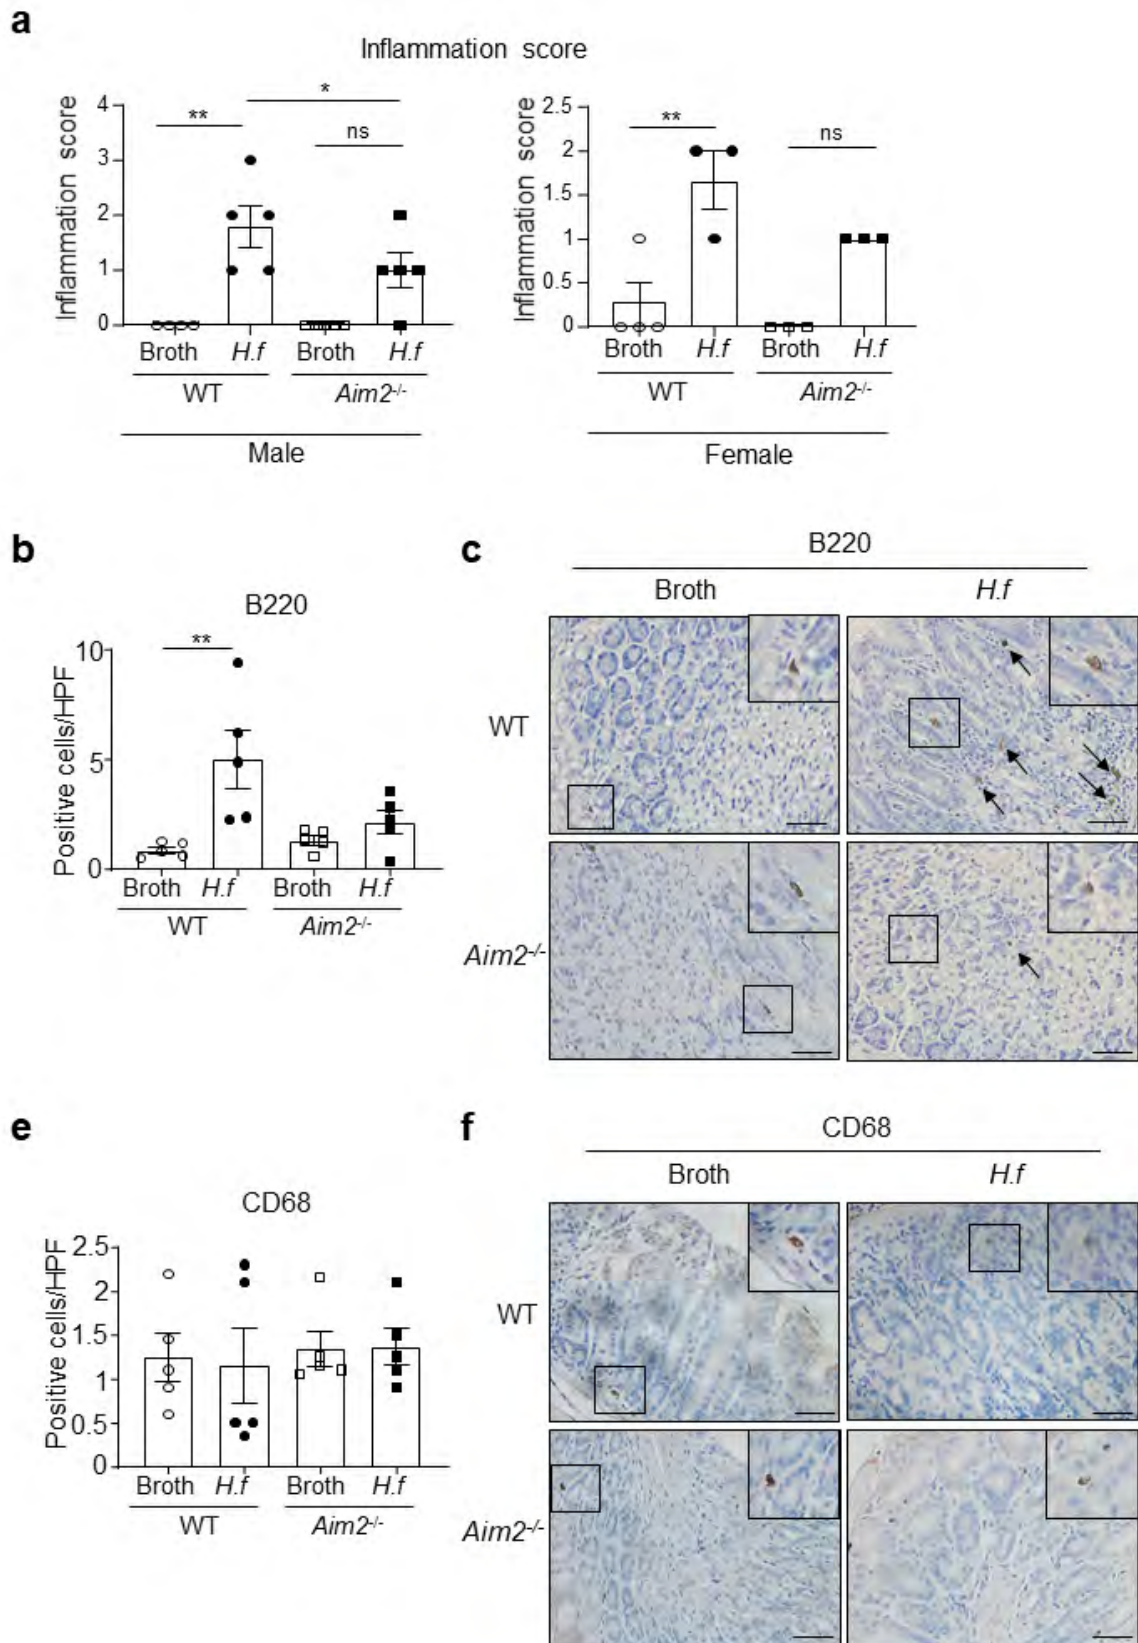 a
Inflammation score
Inflammation score
4
3
2
1
0
**
*
ns
Broth H.f Broth H.f
WT Aim2-/-
Male
Inflammation score
2.5
2
1.5
1
0.5
0
**
ns
Broth H.f Broth H.f
WT Aim2-/-
Female
b
B220
Positive cells/HPF
10
5
0
**
Broth H.f Broth H.f
WT Aim2-/-
c
B220
Broth H.f
WT
Aim2-/-
e
CD68
Positive cells/HPF
2.5
2
1.5
1
0.5
0
Broth H.f Broth H.f
WT Aim2-/-
f
CD68
Broth H.f
WT
Aim2-/-